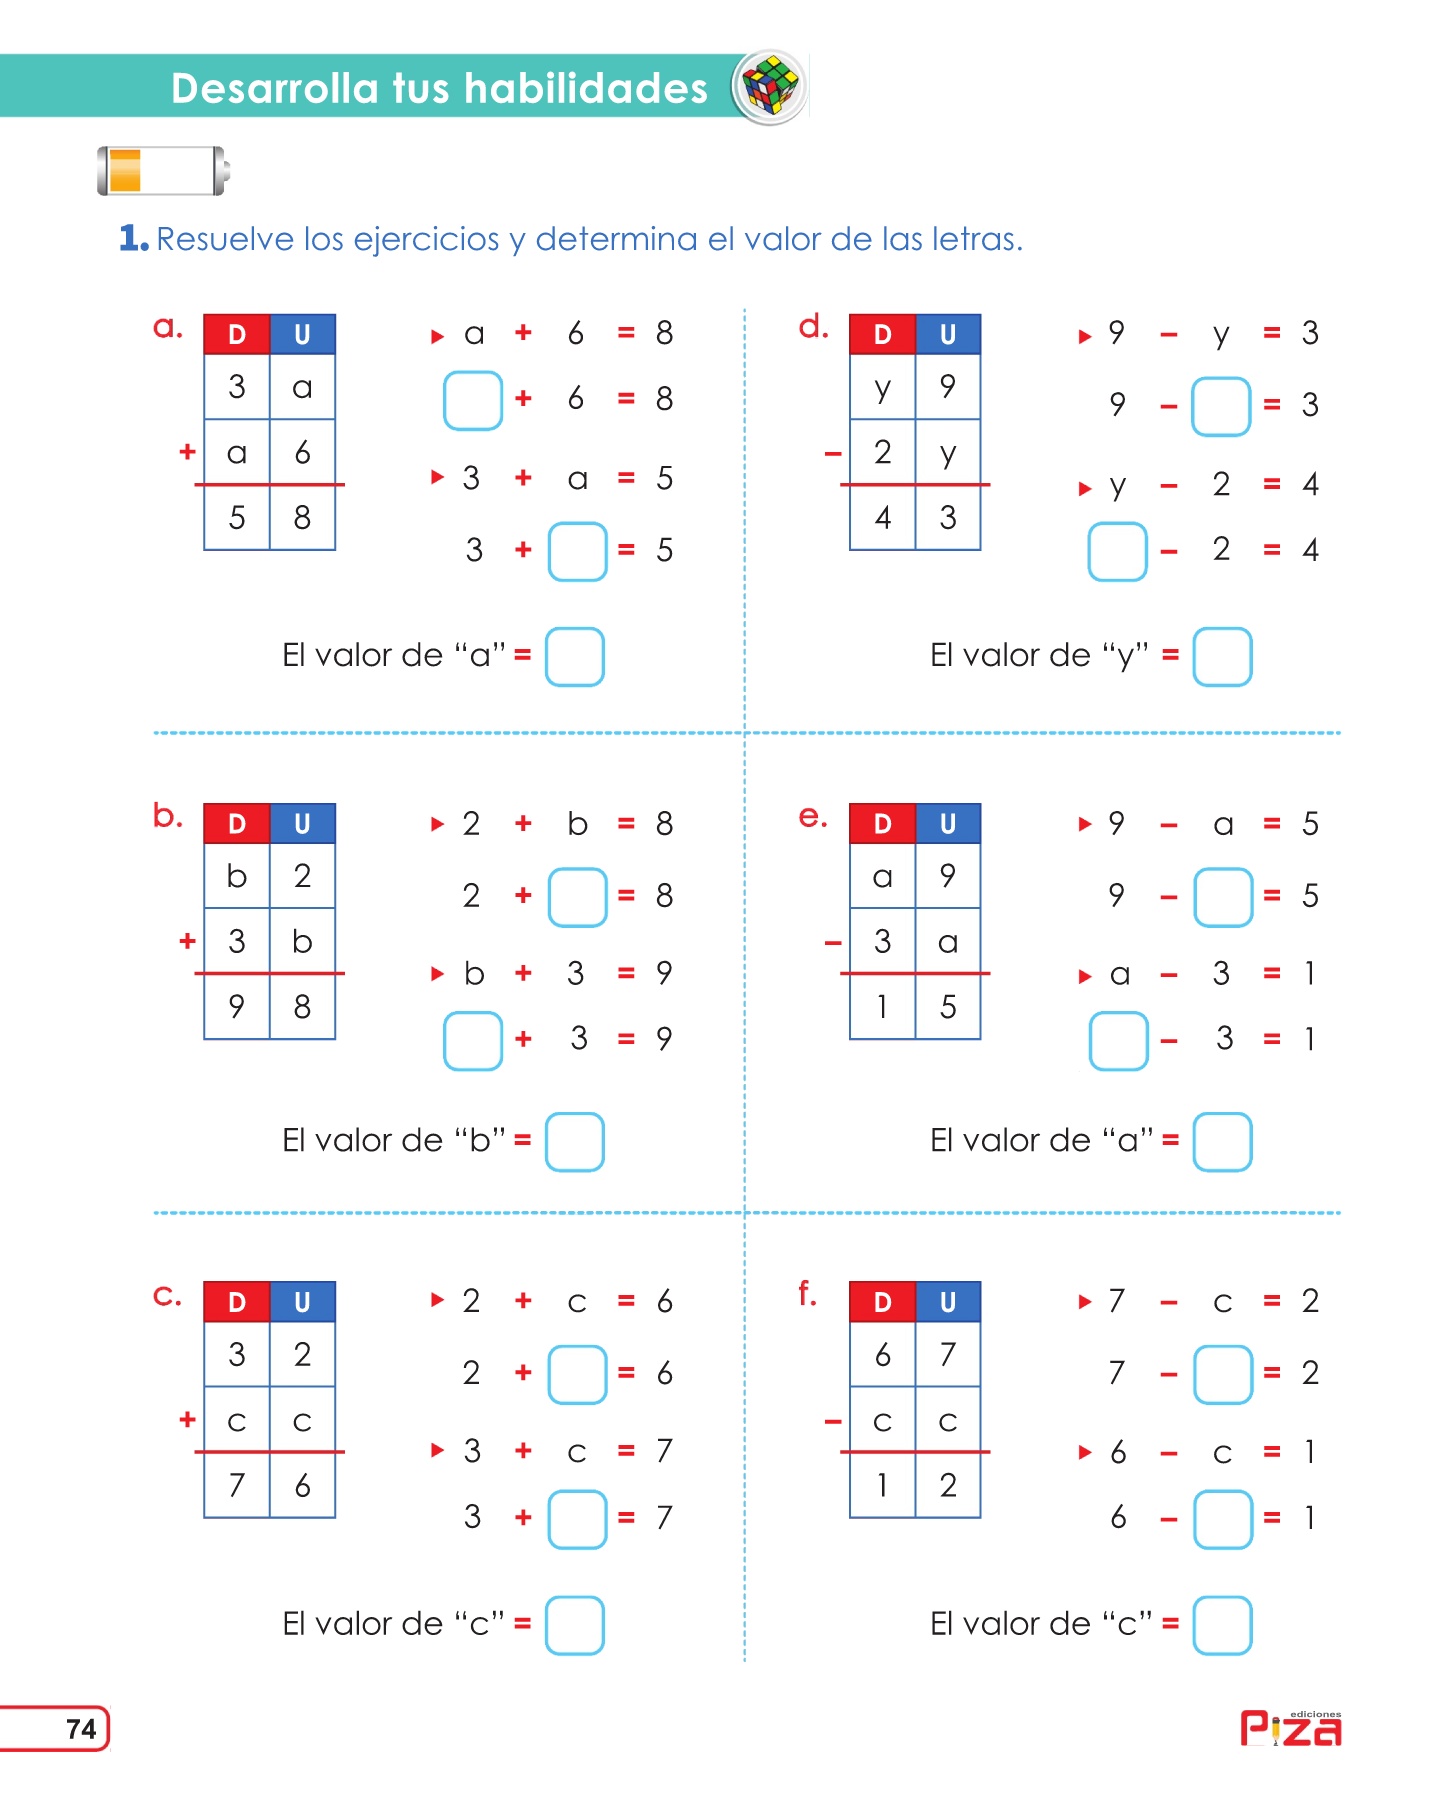 Desarrolla tus habilidades
1. Resuelve los ejercicios y determina el valor de las letras.
a.
D U
3 a
+ a 6
5 8
▸ a + 6 = 8
+ 6 = 8
▸ 3 + a = 5
3 + = 5
El valor de “a” =
d.
D U
y 9
– 2 y
4 3
▸ 9 – y = 3
9 – = 3
▸ y – 2 = 4
– 2 = 4
El valor de “y” =
b.
D U
b 2
+ 3 b
9 8
▸ 2 + b = 8
2 + = 8
▸ b + 3 = 9
+ 3 = 9
El valor de “b” =
e.
D U
a 9
– 3 a
1 5
▸ 9 – a = 5
9 – = 5
▸ a – 3 = 1
– 3 = 1
El valor de “a” =
c.
D U
3 2
+ c c
7 6
▸ 2 + c = 6
2 + = 6
▸ 3 + c = 7
3 + = 7
El valor de “c” =
f.
D U
6 7
– c c
1 2
▸ 7 – c = 2
7 – = 2
▸ 6 – c = 1
6 – = 1
El valor de “c” =
74
ediciones
Piza